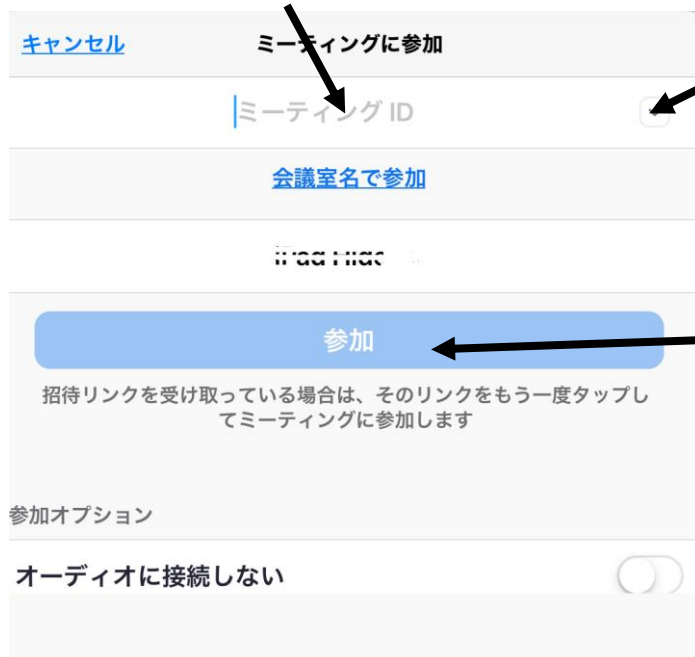 キャンセル ミーティングに参加
ミーティング ID
会議室名で参加
参加
招待リンクを受け取っている場合は、そのリンクをもう一度タップし
てミーティングに参加します
参加オプション
オーディオに接続しない